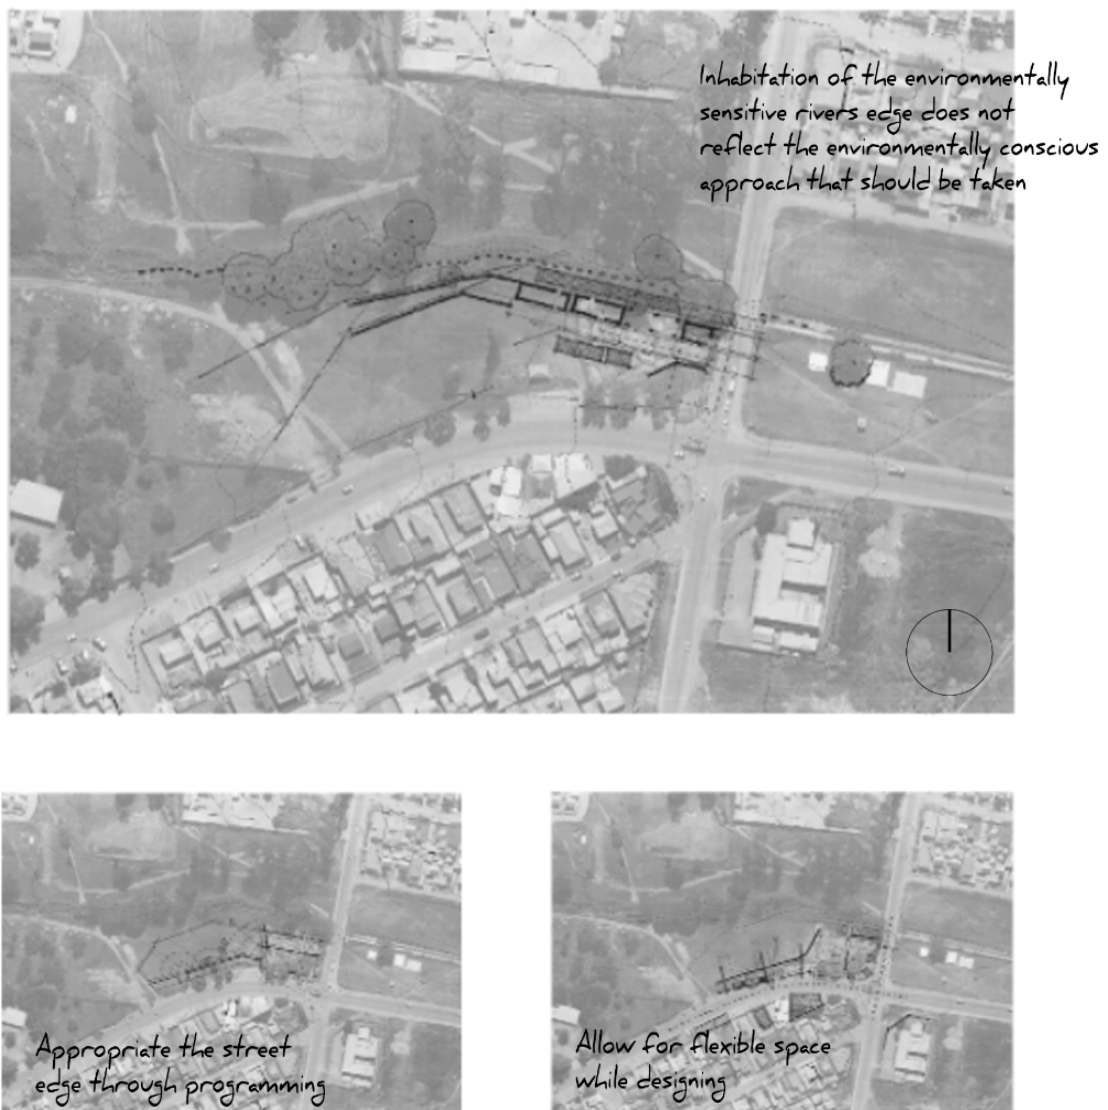 Inhabitation of the environmentally
sensitive rivers edge does not
reflect the environmentally conscious
approach that should be taken
Appropriate the street
edge through programming
Allow for flexible space
while designing